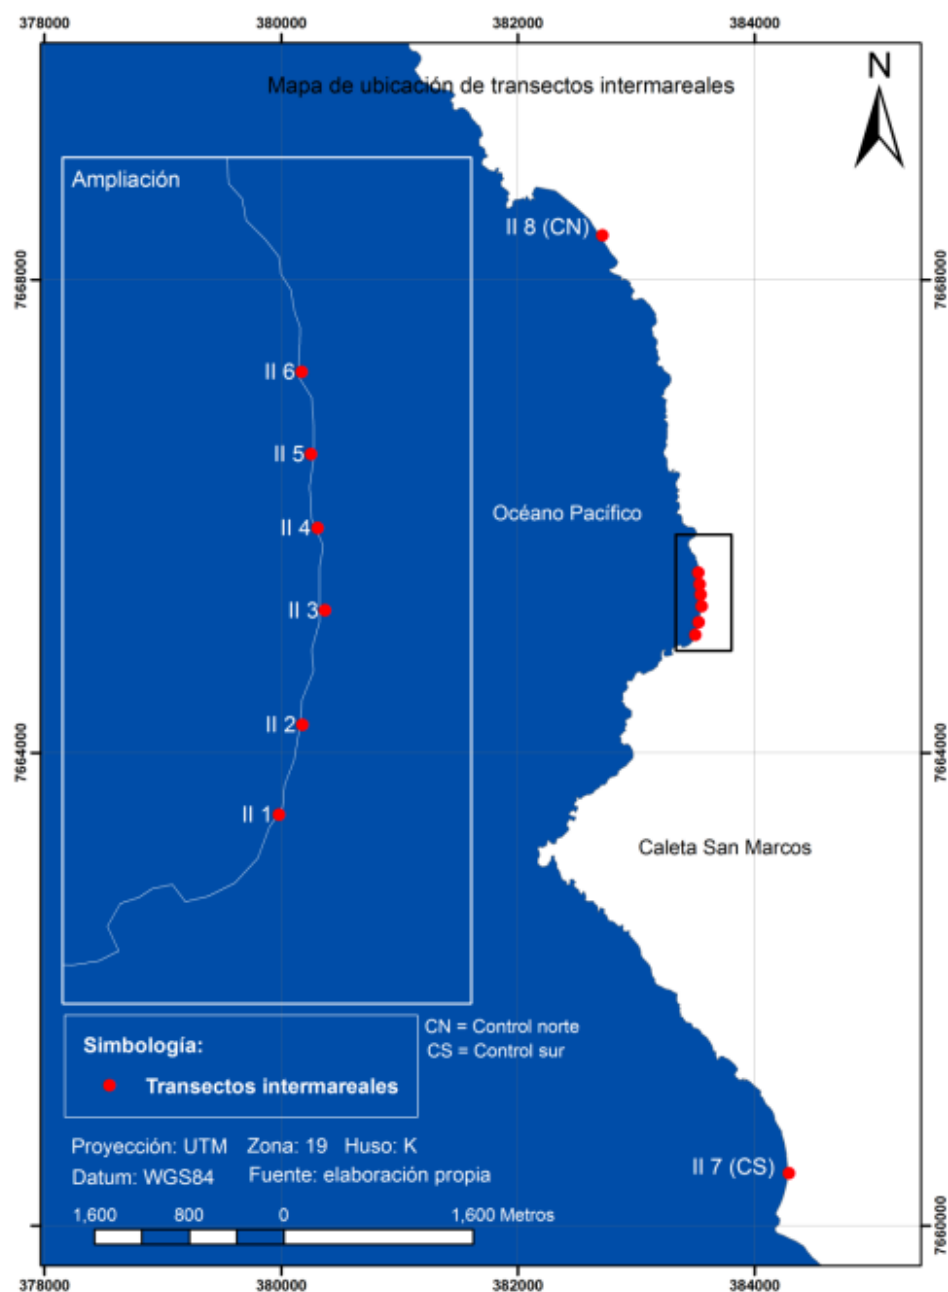 378000 380000 382000 384000
Mapa de ubicación de transectos intermareales
N
Ampliación
II 8 (CN)
7668000 7668000
II 6
II 5
Océano Pacífico
II 4
II 3
II 2
7664000 7664000
II 1
Caleta San Marcos
CN = Control norte
CS = Control sur
Simbología:
Transectos intermareales
Proyección: UTM Zona: 19 Huso: K
Datum: WGS84 Fuente: elaboración propia
II 7 (CS)
1,600 800 0 1,600 Metros
7660000 7660000
378000 380000 382000 384000